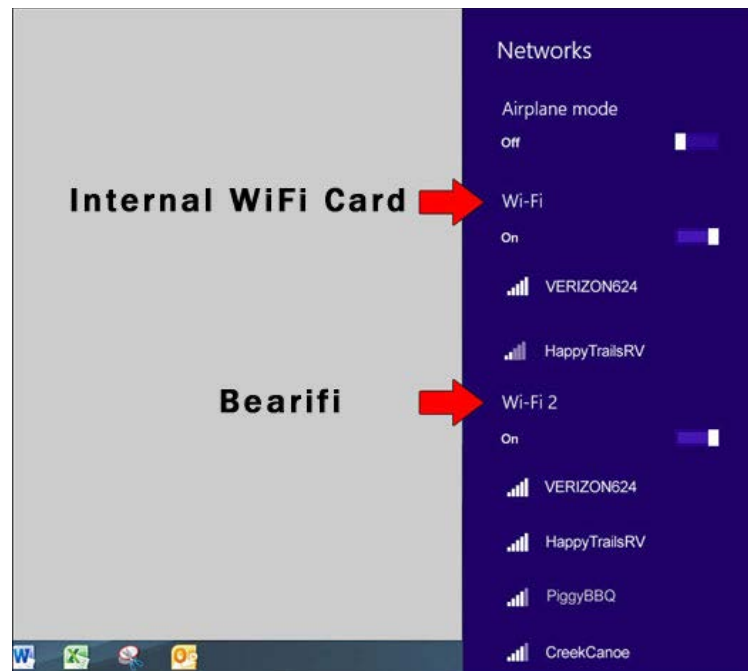 Networks
Airplane mode
Off
Internal WiFi Card
Wi-Fi
On
VERIZON624
HappyTrailsRV
Bearifi
Wi-Fi 2
On
VERIZON624
HappyTrailsRV
PiggyBBQ
CreekCanoe